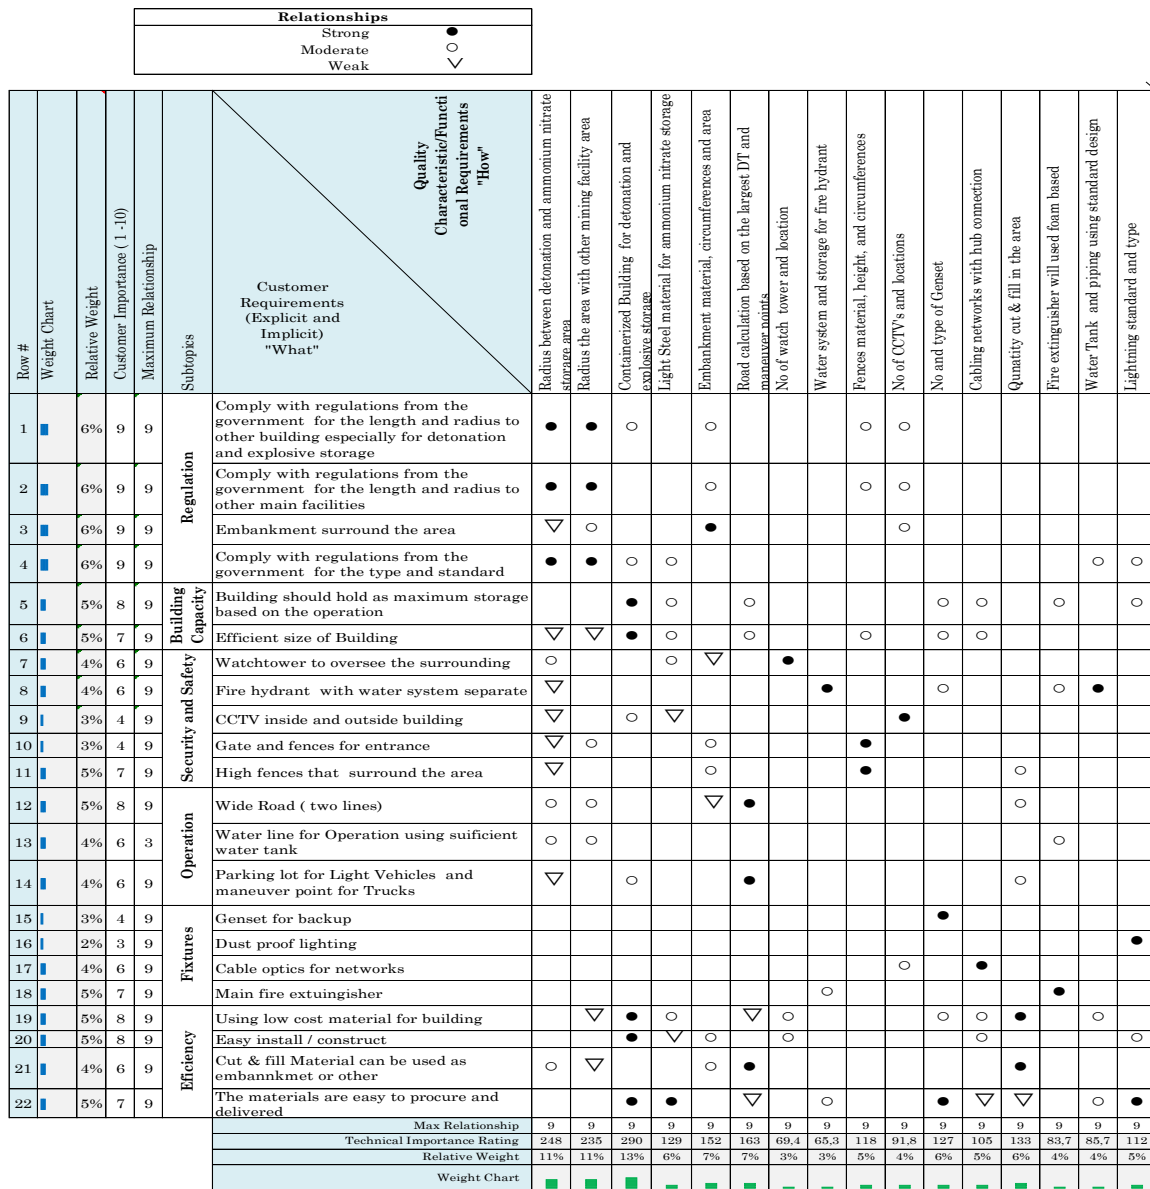 Relationships
Strong ●
Moderate ○
Weak ▽
Row #
Weight Chart
Relative Weight
Customer Importance ( 1 -10)
Maximum Relationship
Subtopics
Customer
Requirements
(Explicit and
Implicit)
"What"
Quality
Characteristic/Functi
onal Requirements
"How"
Radius between detonation and ammonium nitrate
storage area
Radius the area with other mining facility area
Containerized Building for detonation and
explosive storage
Light Steel material for ammonium nitrate storage
Embankment material, circumferences and area
Road calculation based on the largest DT and
maneuver points
No of watch tower and location
Water system and storage for fire hydrant
Fences material, height, and circumferences
No of CCTV's and locations
No and type of Genset
Cabling networks with hub connection
Qunatity cut & fill in the area
Fire extinguisher will used foam based
Water Tank and piping using standard design
Lightning standard and type
Regulation
1 6% 9 9 Comply with regulations from the
government for the length and radius to
other building especially for detonation
and explosive storage ● ● ○ ○ ○ ○
2 6% 9 9 Comply with regulations from the
government for the length and radius to
other main facilities ● ● ○ ○ ○
3 6% 9 9 Embankment surround the area ▽ ○ ● ○
4 6% 9 9 Comply with regulations from the
government for the type and standard ● ● ○ ○ ○ ○
Building
Capacity
5 5% 8 9 Building should hold as maximum storage
based on the operation ● ○ ○ ○ ○ ○ ○
6 5% 7 9 Efficient size of Building ▽ ▽ ● ○ ○ ○ ○ ○
Security and Safety
7 4% 6 9 Watchtower to oversee the surrounding ○ ○ ▽ ●
8 4% 6 9 Fire hydrant with water system separate ▽ ● ○ ○ ●
9 3% 4 9 CCTV inside and outside building ▽ ○ ▽ ●
10 3% 4 9 Gate and fences for entrance ▽ ○ ○ ●
11 5% 7 9 High fences that surround the area ▽ ○ ● ○
Operation
12 5% 8 9 Wide Road ( two lines) ○ ○ ▽ ● ○
13 4% 6 3 Water line for Operation using suificient
water tank ○ ○ ○
14 4% 6 9 Parking lot for Light Vehicles and
maneuver point for Trucks ▽ ○ ● ○
Fixtures
15 3% 4 9 Genset for backup ●
16 2% 3 9 Dust proof lighting ●
17 4% 6 9 Cable optics for networks ○ ●
18 5% 7 9 Main fire extuingisher ○ ●
Eficiency
19 5% 8 9 Using low cost material for building ▽ ● ○ ▽ ○ ○ ○ ● ○
20 5% 8 9 Easy install / construct ● ▽ ○ ○ ○ ○
21 4% 6 9 Cut & fill Material can be used as
embannkmet or other ○ ▽ ○ ● ●
22 5% 7 9 The materials are easy to procure and
delivered ● ● ▽ ○ ● ▽ ▽ ○ ●
Max Relationship 9 9 9 9 9 9 9 9 9 9 9 9 9 9 9 9
Technical Importance Rating 248 235 290 129 152 163 69,4 65,3 118 91,8 127 105 133 83,7 85,7 112
Relative Weight 11% 11% 13% 6% 7% 7% 3% 3% 5% 4% 6% 5% 6% 4% 4% 5%
Weight Chart